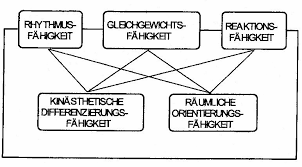 RHYTHMUS-
FÄHIGKEIT
GLEICHGEWICHTS-
FÄHIGKEIT
REAKTIONS-
FÄHIGKEIT
KINÄSTHETISCHE
DIFFERENZIERUNGS-
FÄHIGKEIT
RÄUMLICHE
ORIENTIERUNGS-
FÄHIGKEIT